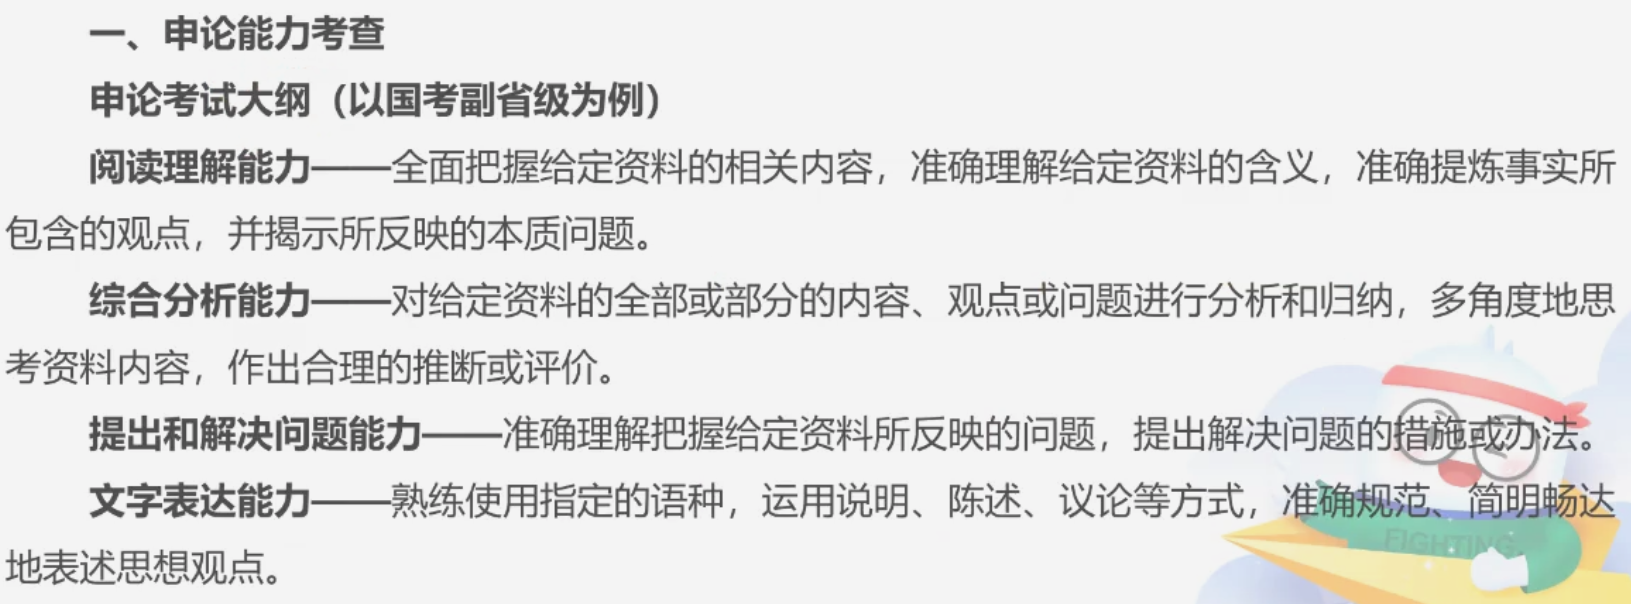 一、申论能力考查
申论考试大纲（以国考副省级为例）
阅读理解能力——全面把握给定资料的相关内容，准确理解给定资料的含义，准确提炼事实所
包含的观点，并揭示所反映的本质问题。
综合分析能力——对给定资料的全部或部分的内容、观点或问题进行分析和归纳，多角度地思
考资料内容，作出合理的推断或评价。
提出和解决问题能力——准确理解把握给定资料所反映的问题，提出解决问题的措施或办法。
文字表达能力——熟练使用指定的语种，运用说明、陈述、议论等方式，准确规范、简明畅达
地表述思想观点。
FIGHTING